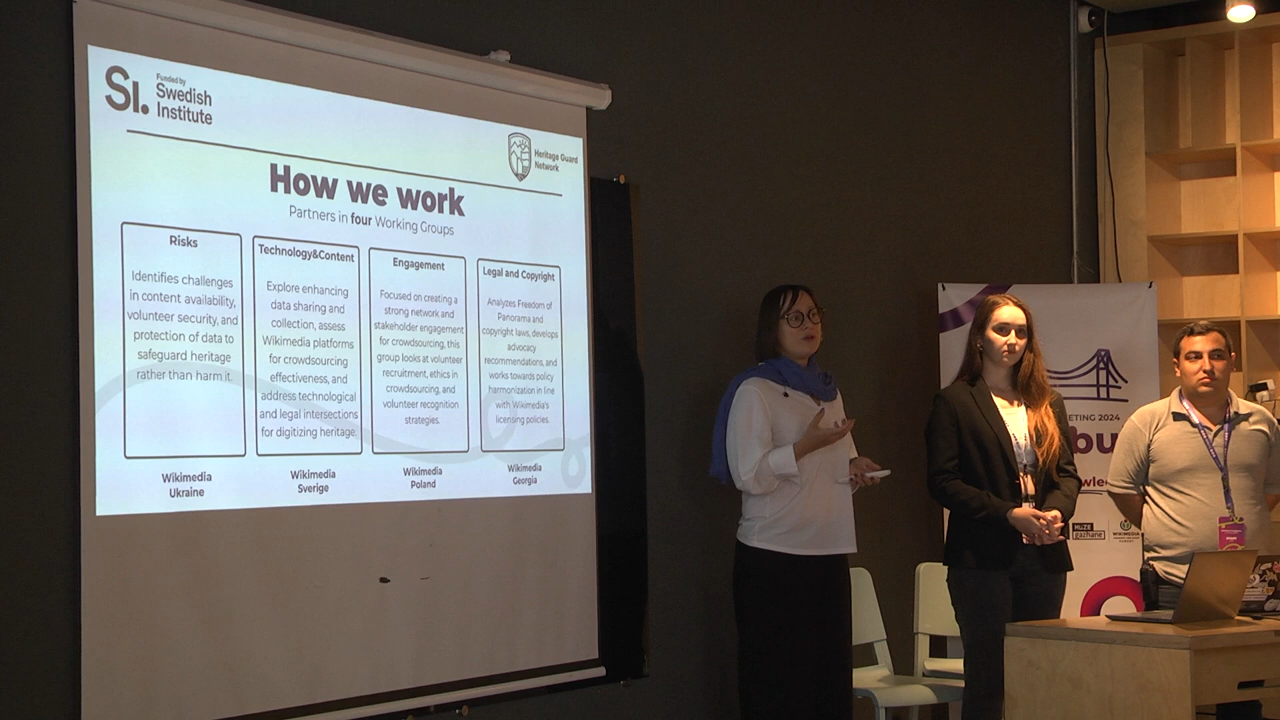 SI.
Funded by
Swedish
Institute
Heritage Guard
Network
How we work
Partners in four Working Groups
Risks
Identifies challenges
in content availability,
volunteer security, and
protection of data to
safeguard heritage
rather than harm it.
Wikimedia
Ukraine
Technology&Content
Explore enhancing
data sharing and
collection, assess
Wikimedia platforms
for crowdsourcing
effectiveness, and
address technological
and legal intersections
for digitizing heritage.
Wikimedia
Sverige
Engagement
Focused on creating a
strong network and
stakeholder engagement
for crowdsourcing, this
group looks at volunteer
recruitment, ethics in
crowdsourcing, and
volunteer recognition
strategies.
Wikimedia
Poland
Legal and Copyright
Analyzes Freedom of
Panorama and
copyright laws, develops
advocacy
recommendations, and
works towards policy
harmonization in line
with Wikimedia's
licensing policies.
Wikimedia
Georgia
ETING 2024
bu
wle
müze
gazhane
WIKIMEDIA